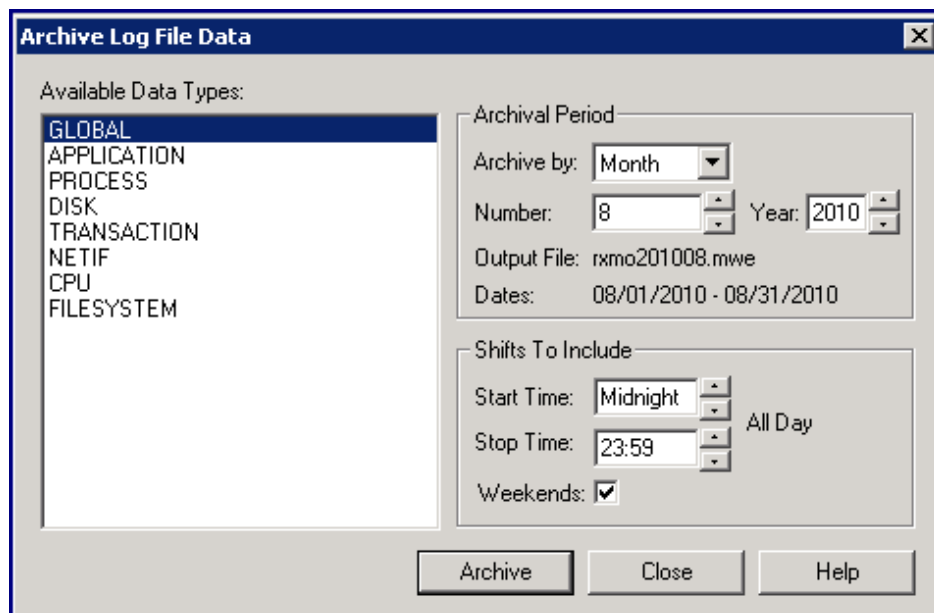 Archive Log File Data
Available Data Types:
GLOBAL
APPLICATION
PROCESS
DISK
TRANSACTION
NETIF
CPU
FILESYSTEM
Archival Period
Archive by: Month
Number: 8 Year: 2010
Output File: rxmo201008.mwe
Dates: 08/01/2010 - 08/31/2010
Shifts To Include
Start Time: Midnight
All Day
Stop Time: 23:59
Weekends:
Archive Close Help